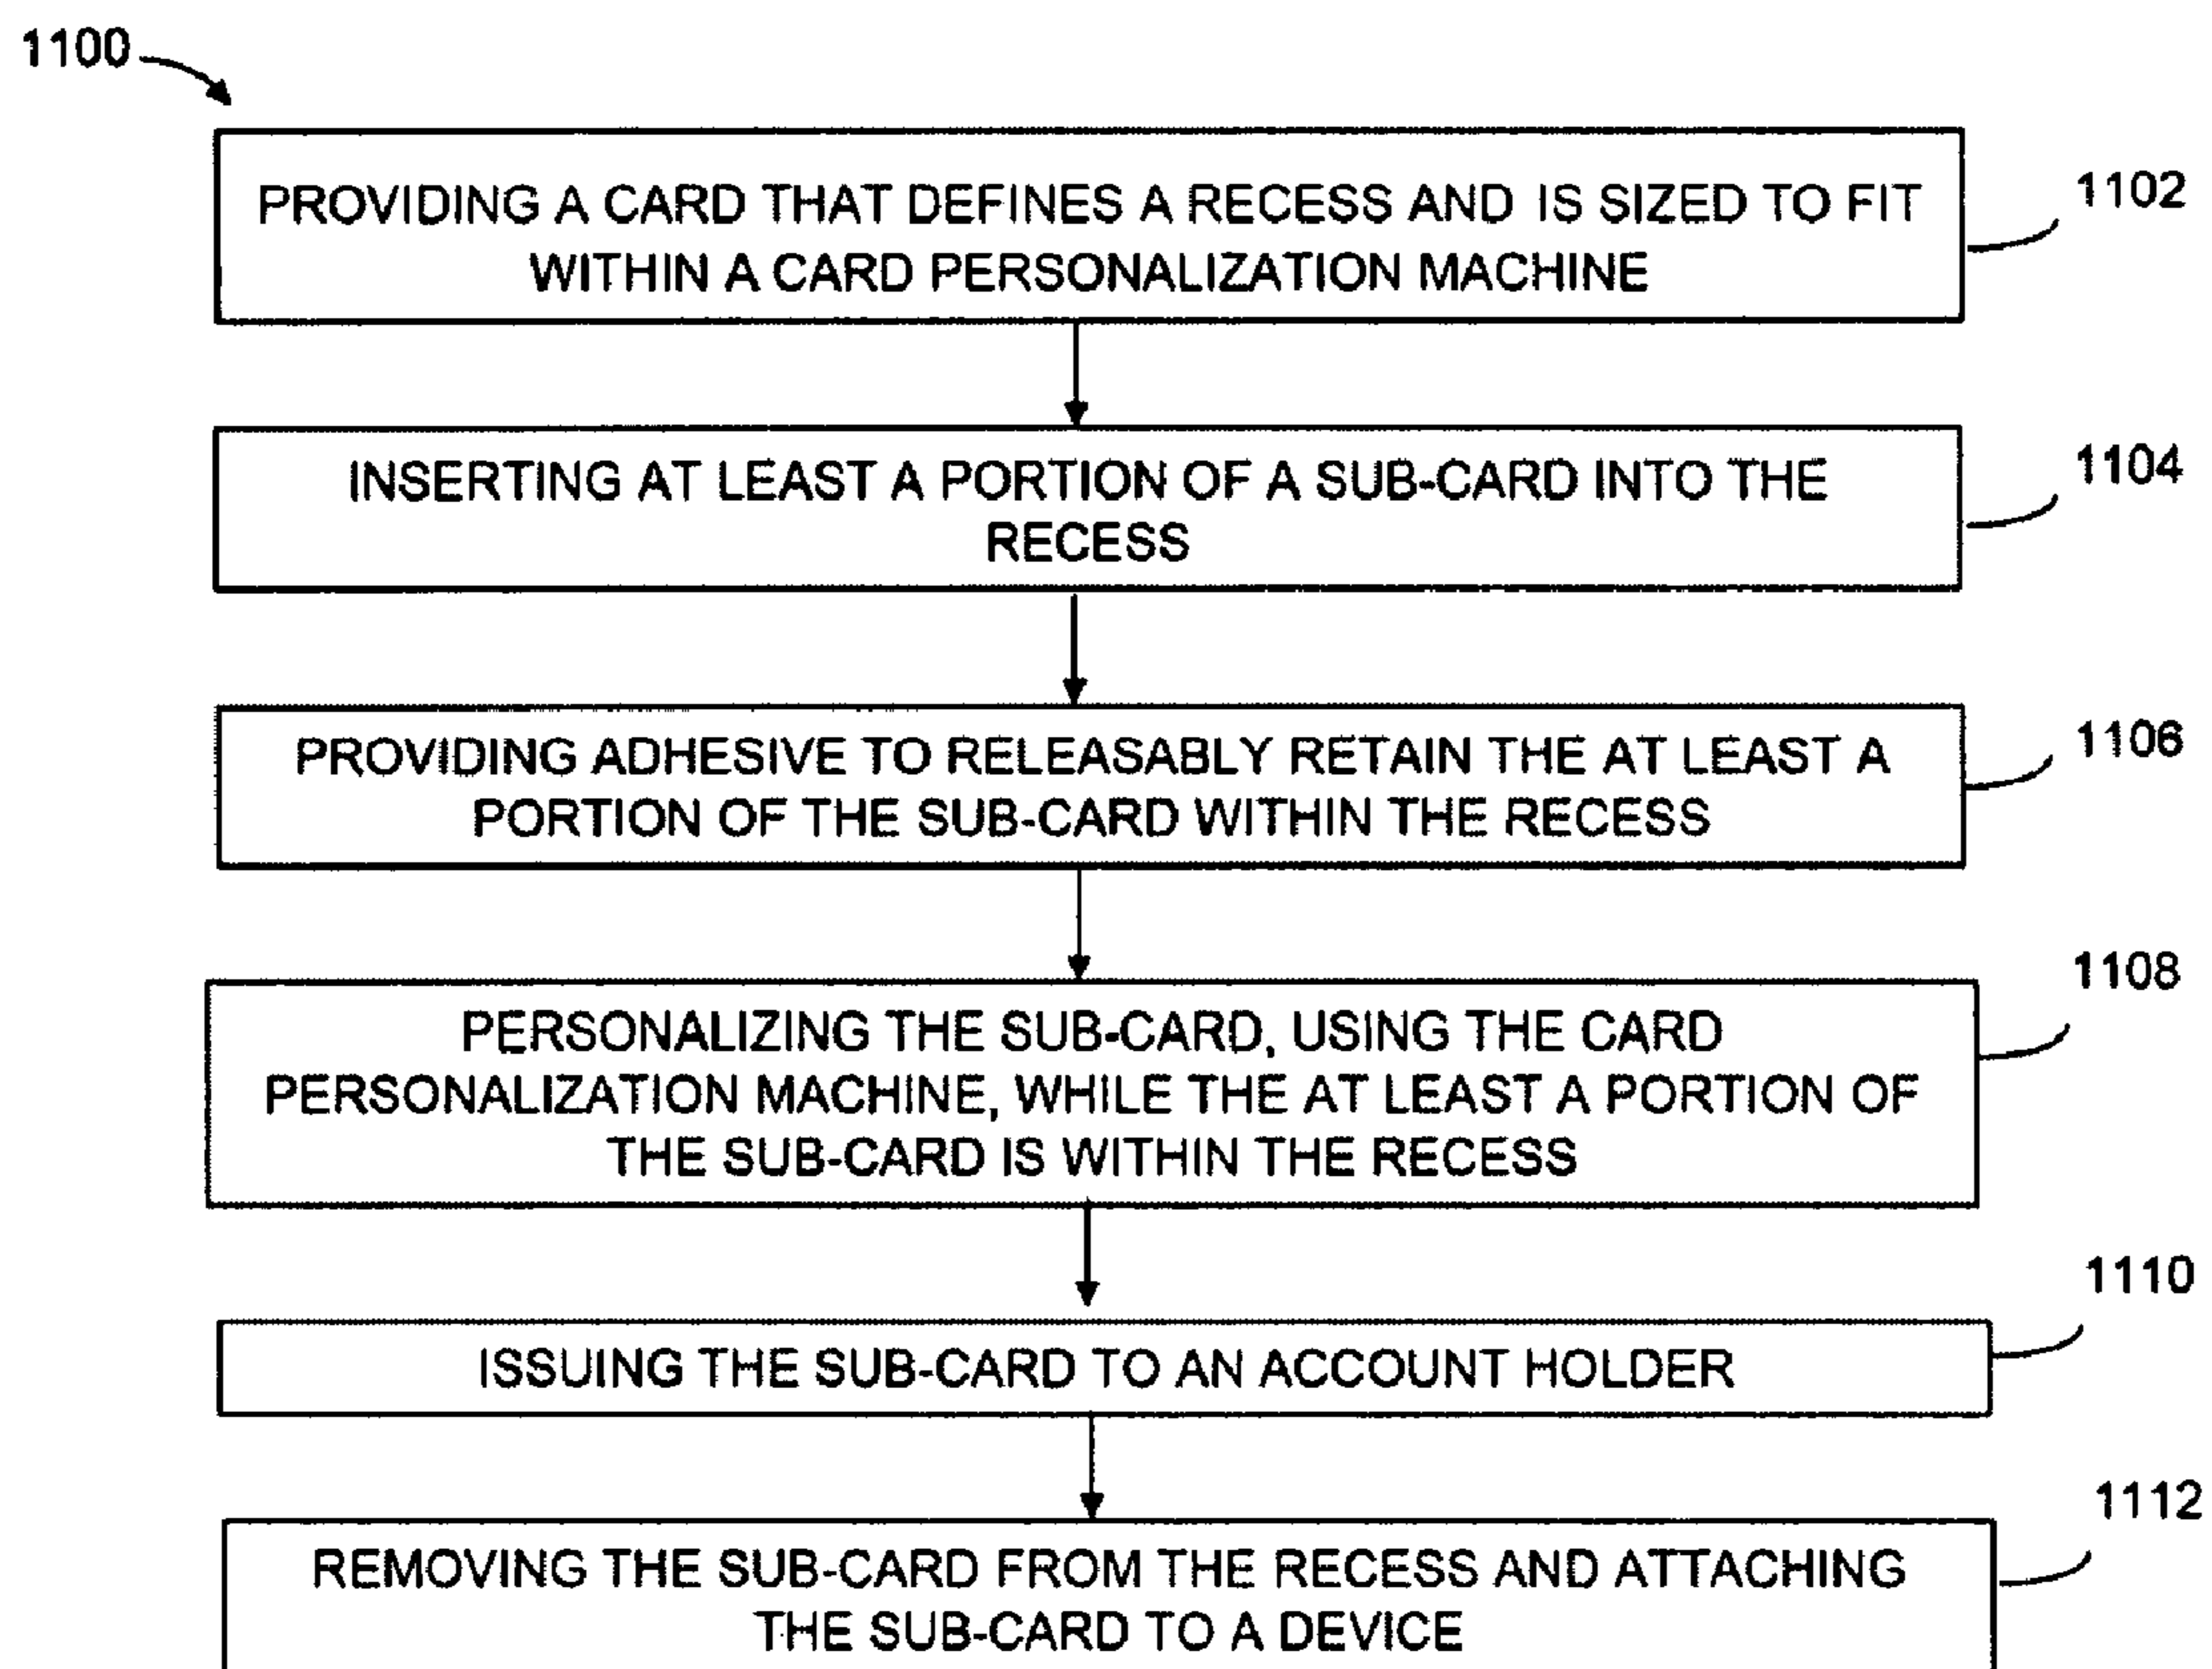 1100
PROVIDING A CARD THAT DEFINES A RECESS AND IS SIZED TO FIT
WITHIN A CARD PERSONALIZATION MACHINE
1102
INSERTING AT LEAST A PORTION OF A SUB-CARD INTO THE
RECESS
1104
PROVIDING ADHESIVE TO RELEASABLY RETAIN THE AT LEAST A
PORTION OF THE SUB-CARD WITHIN THE RECESS
1106
PERSONALIZING THE SUB-CARD, USING THE CARD
PERSONALIZATION MACHINE, WHILE THE AT LEAST A PORTION OF
THE SUB-CARD IS WITHIN THE RECESS
1108
ISSUING THE SUB-CARD TO AN ACCOUNT HOLDER
1110
REMOVING THE SUB-CARD FROM THE RECESS AND ATTACHING
THE SUB-CARD TO A DEVICE
1112